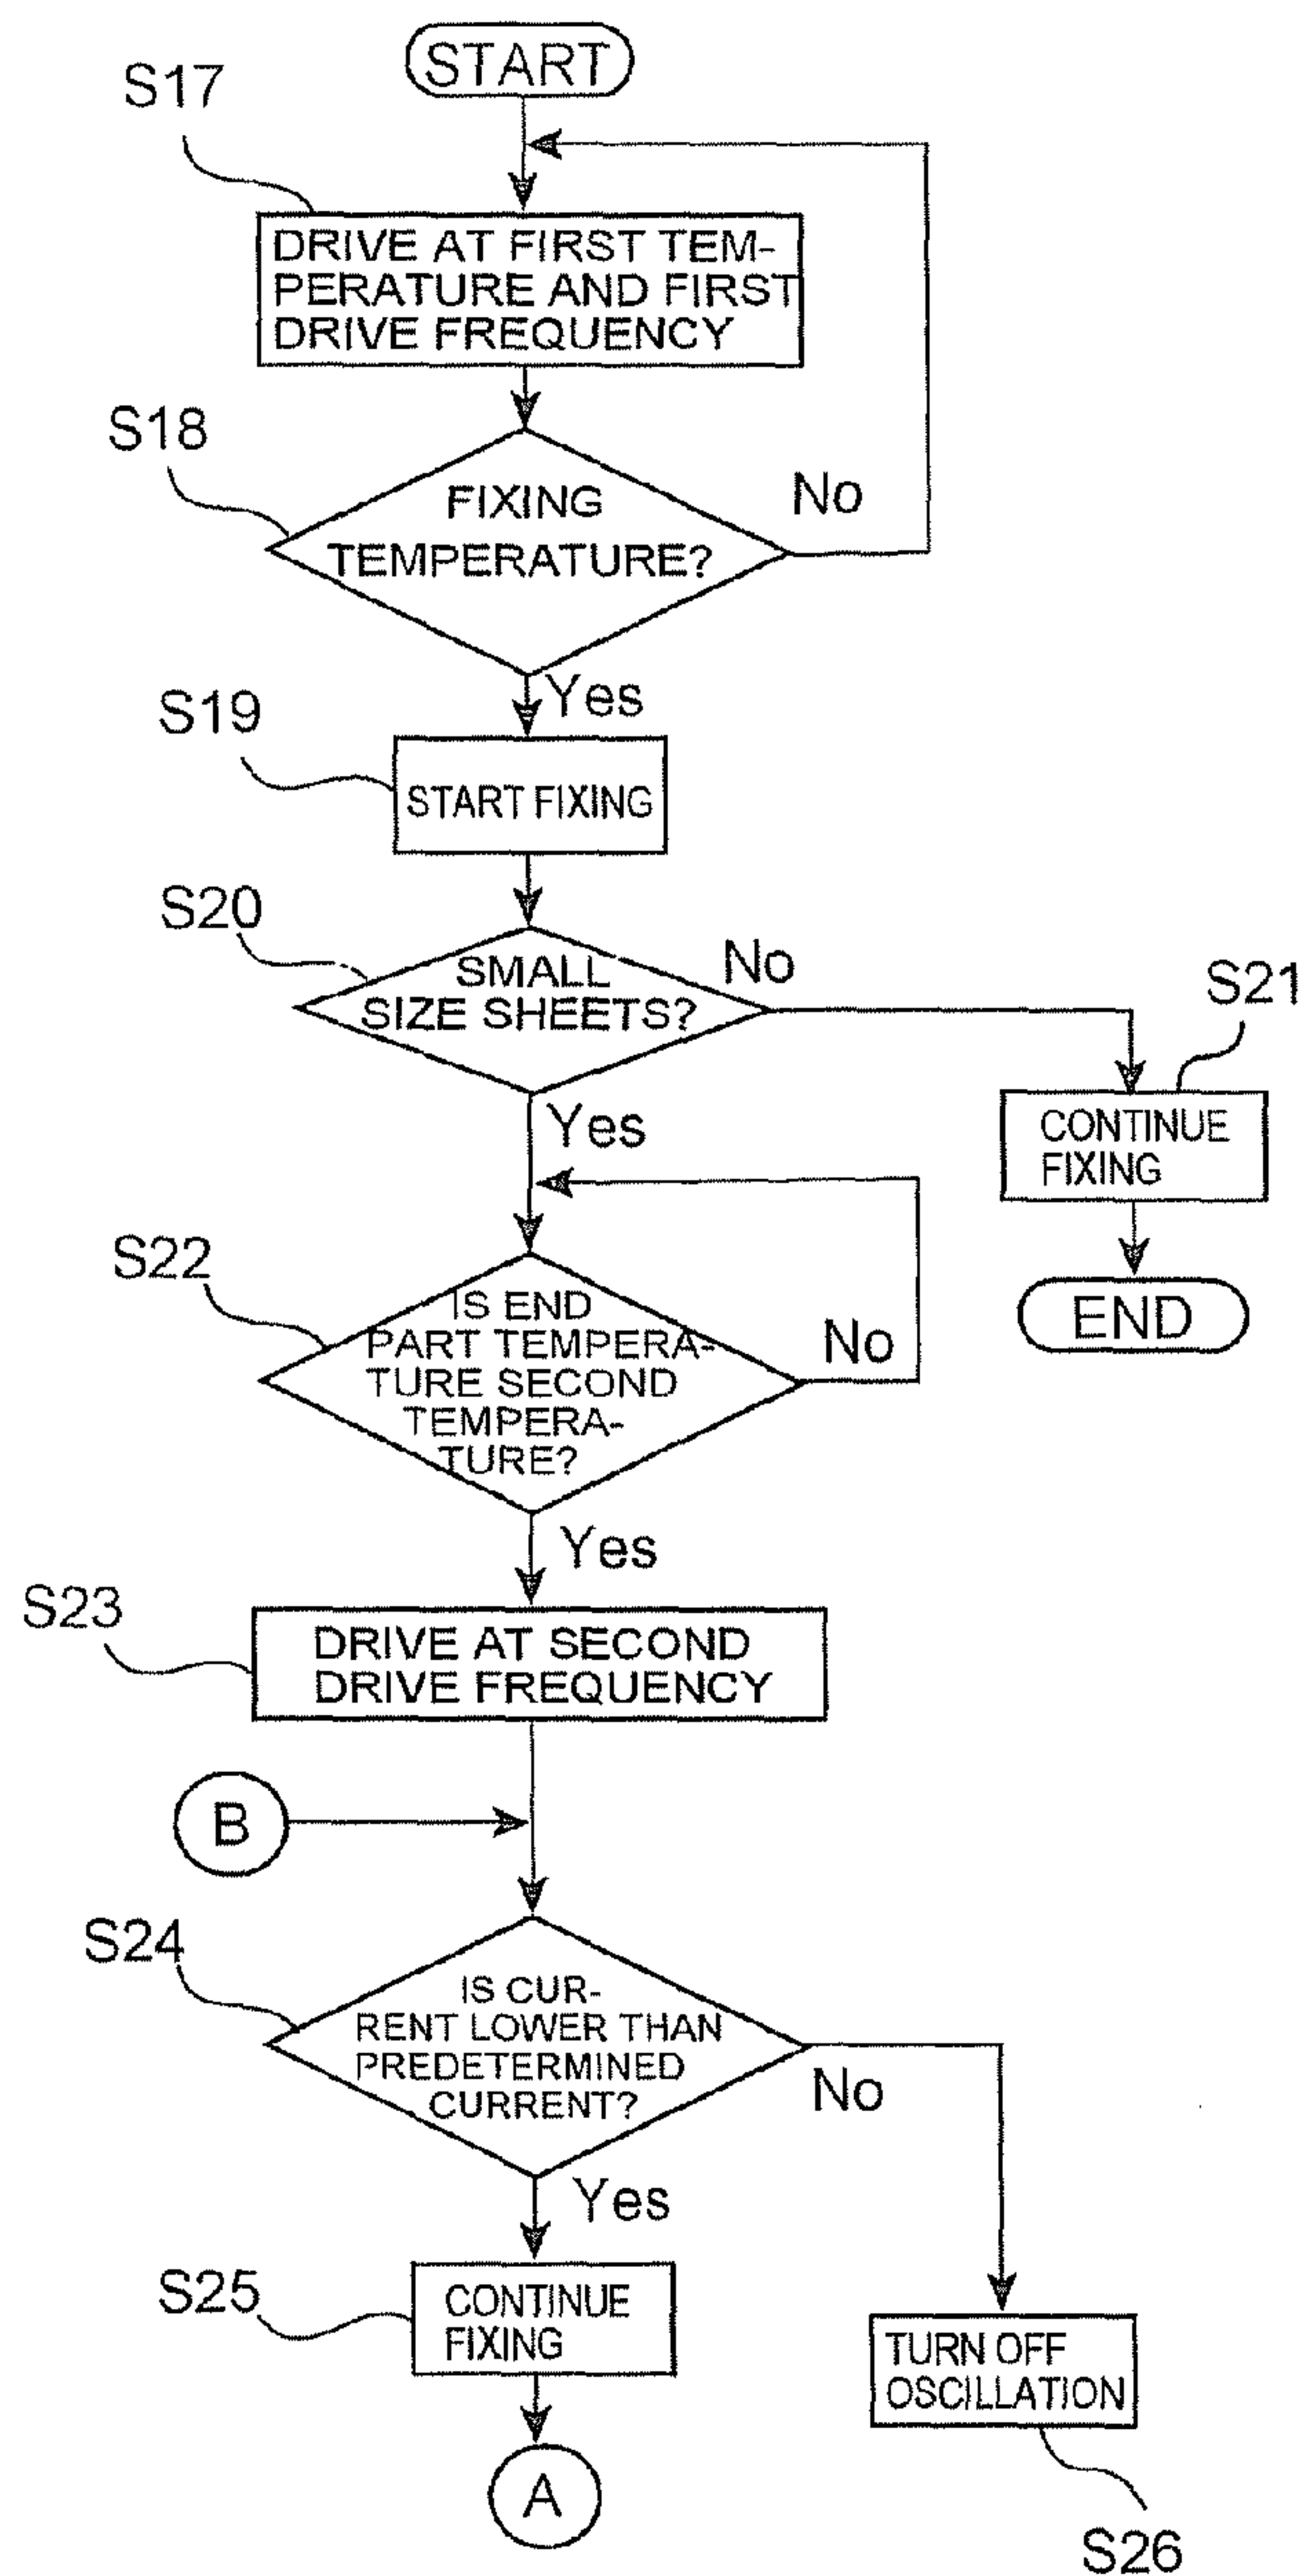 START
S17
DRIVE AT FIRST TEM-
PERATURE AND FIRST
DRIVE FREQUENCY
S18
FIXING
TEMPERATURE?
No
Yes
S19
START FIXING
S20
SMALL
SIZE SHEETS?
No
S21
CONTINUE
FIXING
END
Yes
S22
IS END
PART TEMPERA-
TURE SECOND
TEMPERA-
TURE?
No
Yes
S23
DRIVE AT SECOND
DRIVE FREQUENCY
B
S24
IS CUR-
RENT LOWER THAN
PREDETERMINED
CURRENT?
No
Yes
S25
CONTINUE
FIXING
TURN OFF
OSCILLATION
A
S26